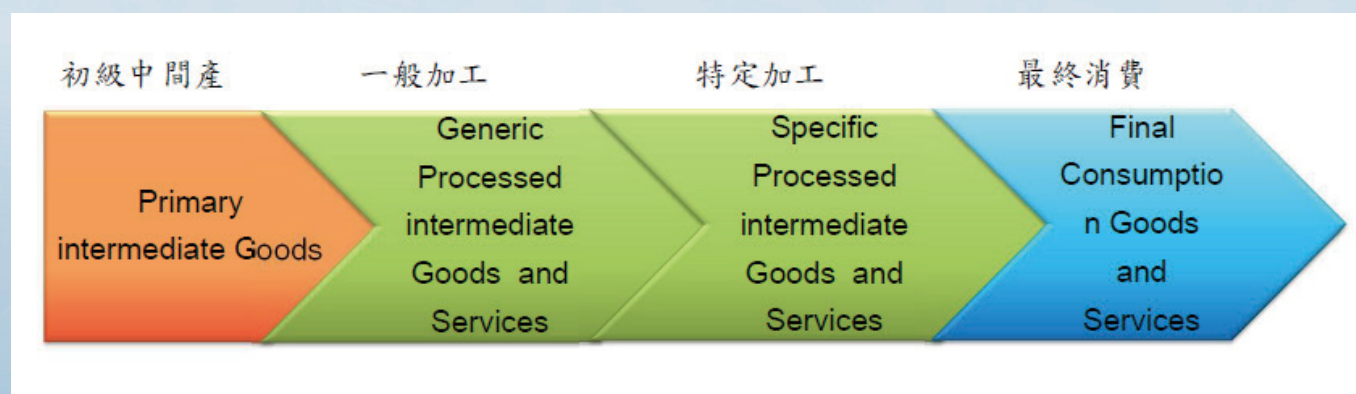 初級中間產
一般加工
特定加工
最終消費
Primary
intermediate Goods
Generic
Processed
intermediate
Goods and
Services
Specific
Processed
intermediate
Goods and
Services
Final
Consumptio
n Goods
and
Services